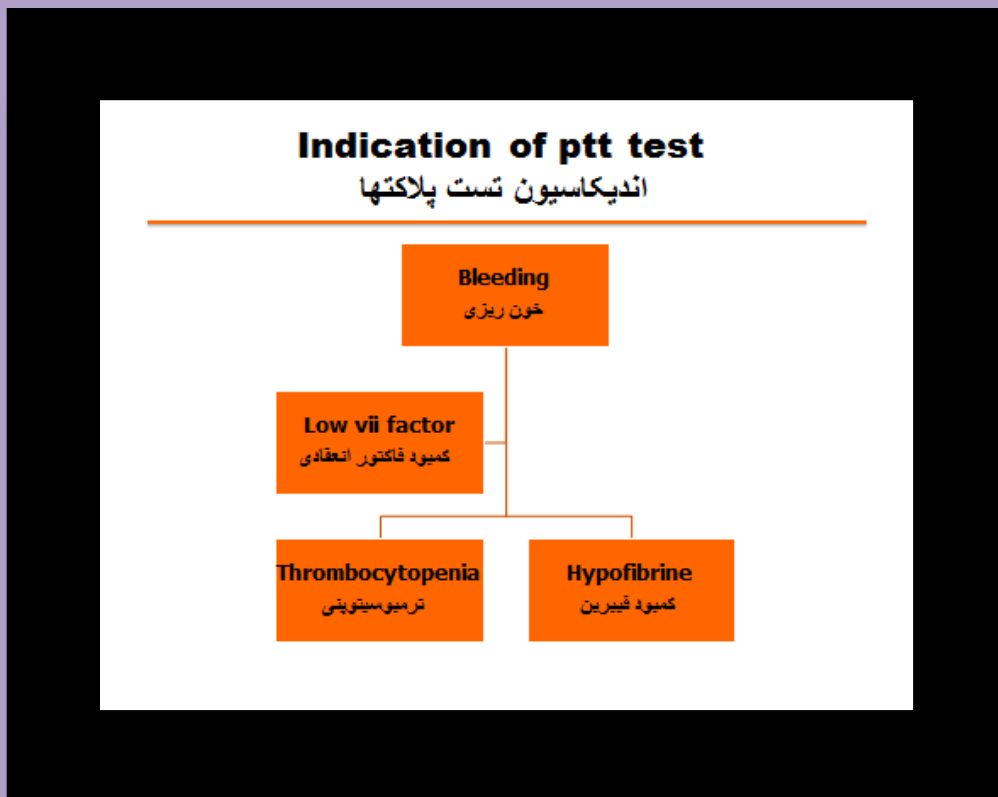 Indication of ptt test
اندیکاسیون تست پلاکتها
Bleeding
خون ریزی
Low vii factor
کمبود فاکتور انعقادی
Thrombocytopenia
ترمبوسیتوپنی
Hypofibrine
کمبود فیبرین